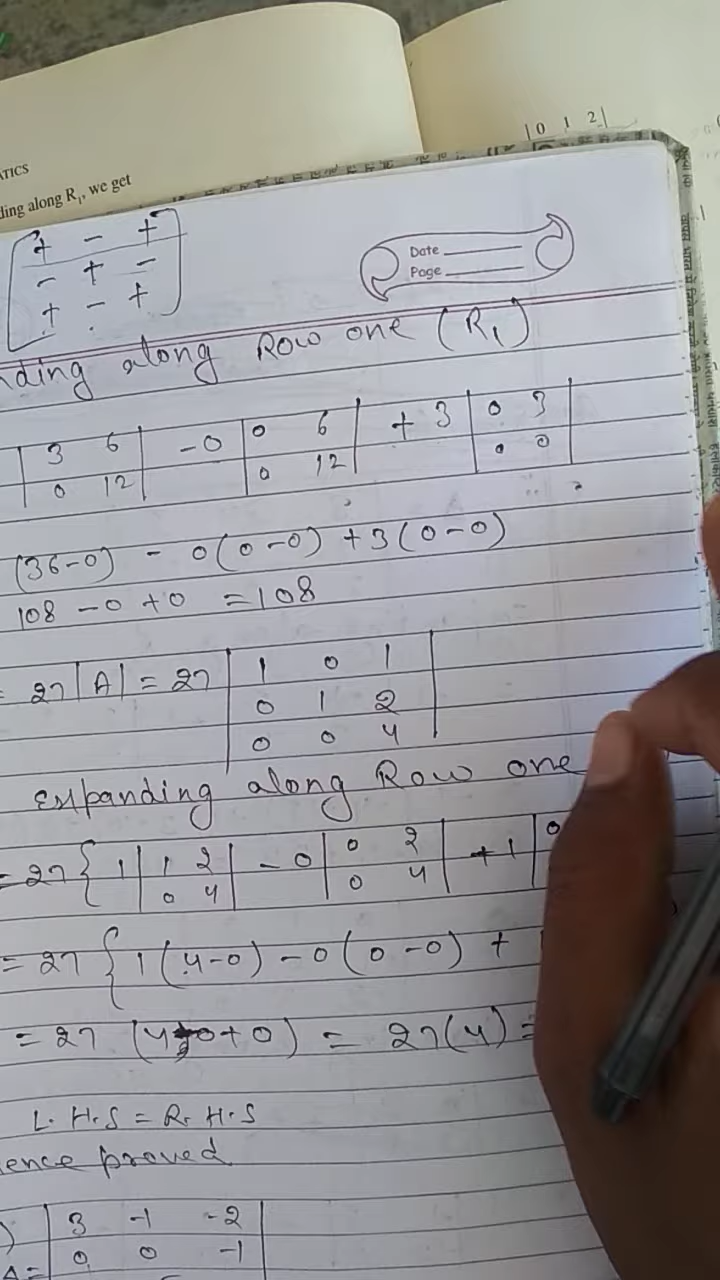 TICS
ding along R₁, we get
|0 1 2|
+ - +
- + -
+ - +
Date
Page
nding along Row one (R₁)
| 3 6 | - 0 | 0 6 | + 3 | 0 3 |
| 0 12 | | 0 12 | | 0 0 |
(36-0) - 0(0-0) + 3(0-0)
108 - 0 + 0 = 108
= 27|A| = 27 | 1 0 1 |
| 0 1 2 |
| 0 0 4 |
Expanding along Row one
= 27 { 1 | 1 2 | - 0 | 0 2 | + 1 | 0
| 0 4 | | 0 4 |
= 27 { 1(4-0) - 0(0-0) +
= 27 (4-0+0) = 27(4) =
L.H.S = R.H.S
ence proved
) | 3 -1 -2 |
A= | 0 0 -1 |